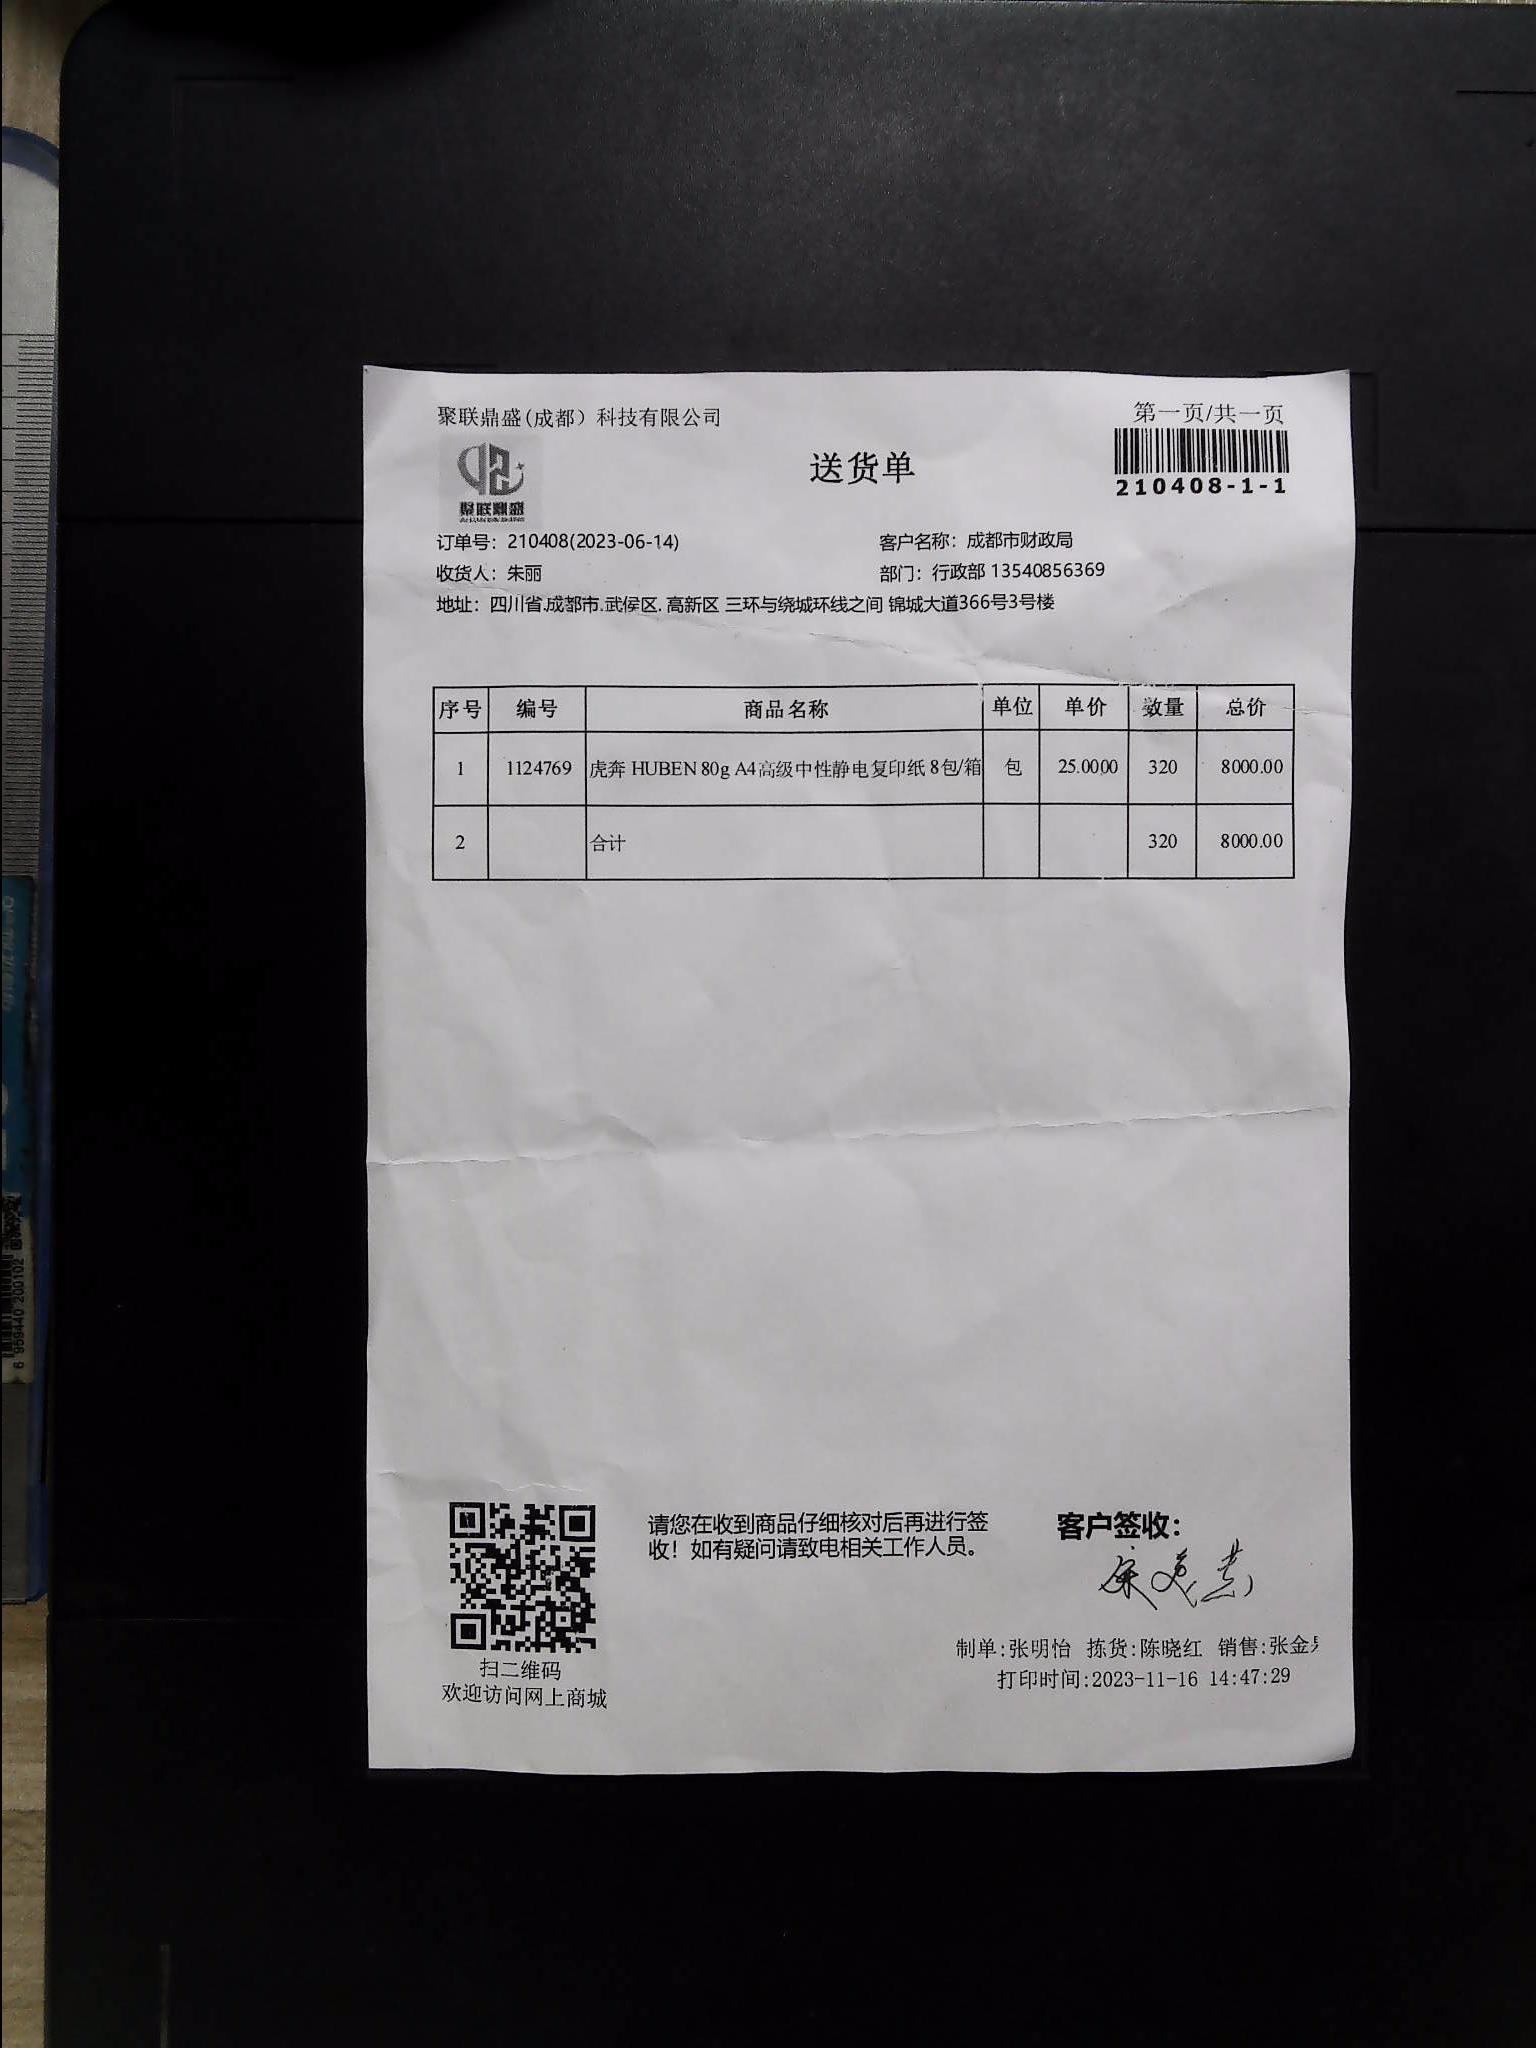 聚联鼎盛(成都）科技有限公司
第一页/共一页
聚联鼎盛
送货单
210408-1-1
订单号：210408(2023-06-14)
客户名称：成都市财政局
收货人：朱丽
部门：行政部 13540856369
地址：四川省.成都市.武侯区.高新区 三环与绕城环线之间 锦城大道366号3号楼
序号 编号 商品名称 单位 单价 数量 总价
1 1124769 虎奔 HUBEN 80g A4高级中性静电复印纸 8包/箱 包 25.0000 320 8000.00
2 合计 320 8000.00
请您在收到商品仔细核对后再进行签
收！如有疑问请致电相关工作人员。
客户签收：
扫二维码
欢迎访问网上商城
制单:张明怡 拣货:陈晓红 销售:张金
打印时间:2023-11-16 14:47:29
6 959440 200102